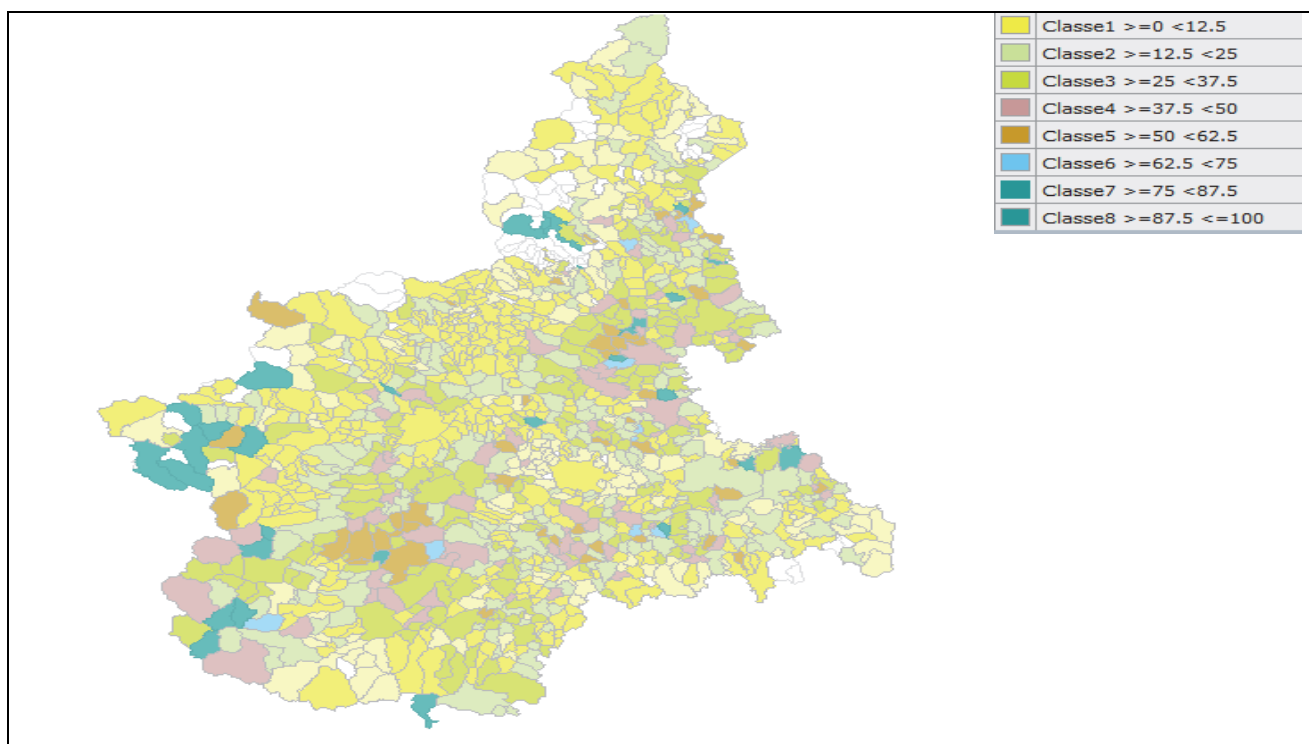 Classe1 >=0 <12.5
Classe2 >=12.5 <25
Classe3 >=25 <37.5
Classe4 >=37.5 <50
Classe5 >=50 <62.5
Classe6 >=62.5 <75
Classe7 >=75 <87.5
Classe8 >=87.5 <=100